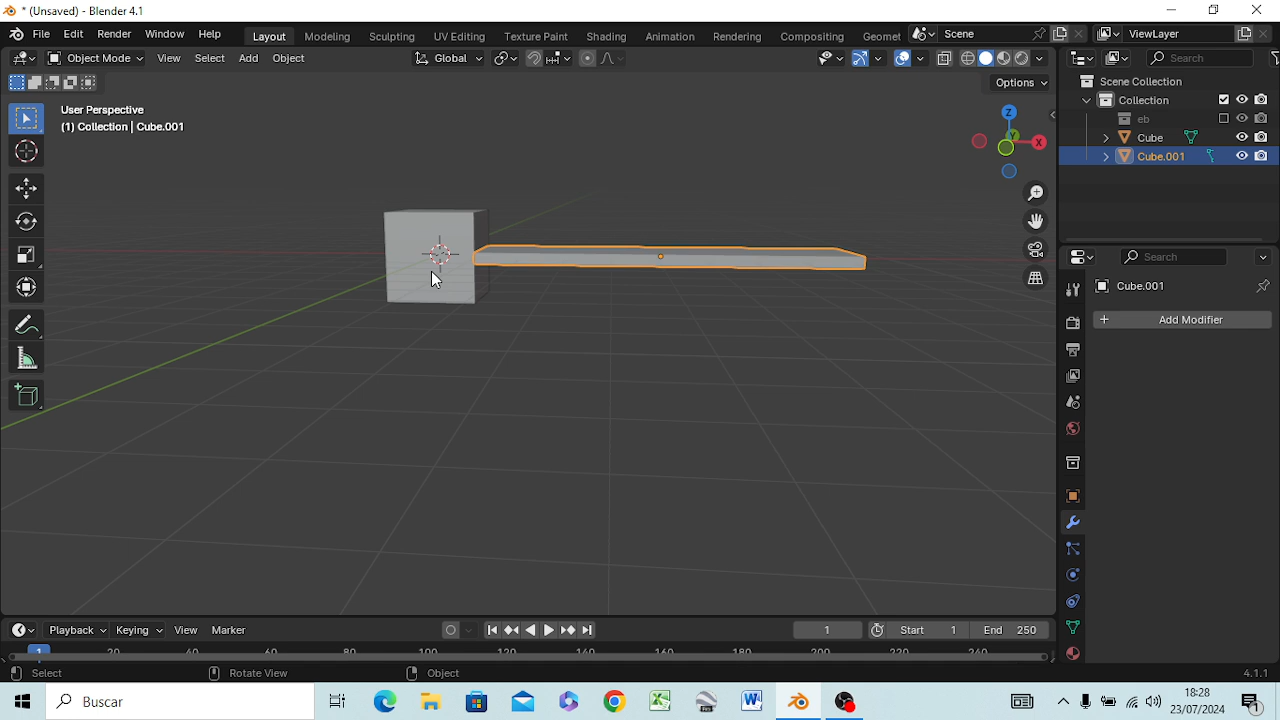 * (Unsaved) - Blender 4.1
File Edit Render Window Help Layout Modeling Sculpting UV Editing Texture Paint Shading Animation Rendering Compositing Geomet Scene ViewLayer
Object Mode View Select Add Object Global Search
Options
User Perspective
(1) Collection | Cube.001
Z
Y
X
Scene Collection
Collection
eb
Cube
Cube.001
Search
Cube.001
+ Add Modifier
Playback Keying View Marker 1 Start 1 End 250
1 20 40 60 80 100 120 140 160 180 200 220 240
Select Rotate View Object 4.1.1
Buscar
18:28
23/07/2024
1